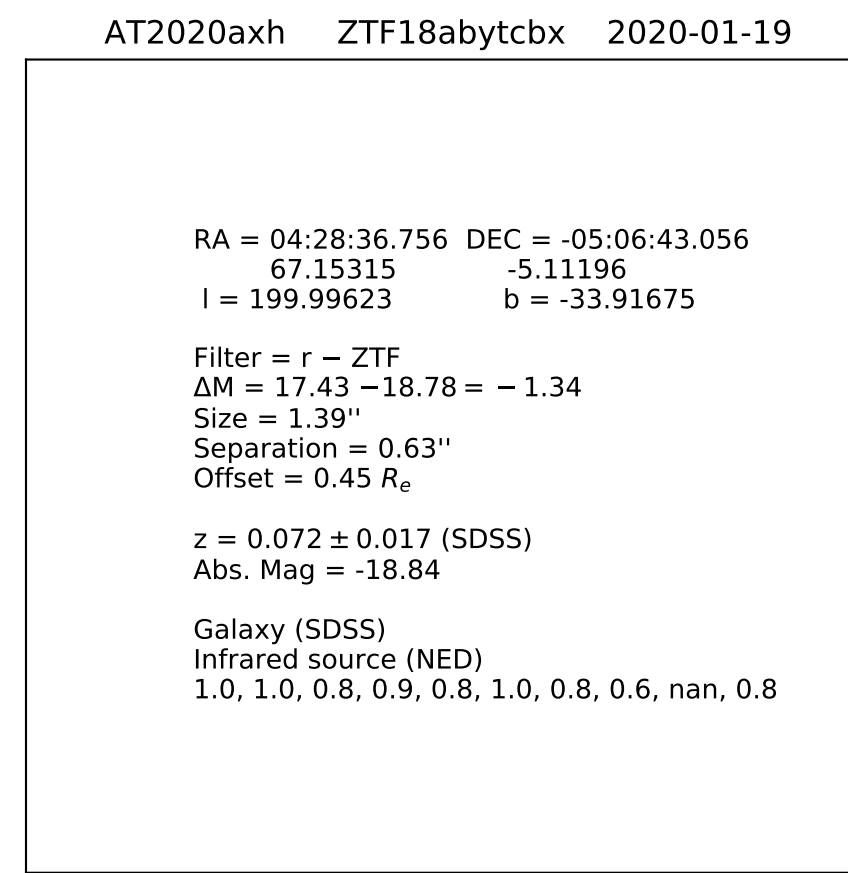 AT2020axh ZTF18abytcbx 2020-01-19
RA = 04:28:36.756 DEC = -05:06:43.056
67.15315 -5.11196
l = 199.99623 b = -33.91675
Filter = r − ZTF
ΔM = 17.43 −18.78 = − 1.34
Size = 1.39''
Separation = 0.63''
Offset = 0.45 Rₑ
z = 0.072 ± 0.017 (SDSS)
Abs. Mag = -18.84
Galaxy (SDSS)
Infrared source (NED)
1.0, 1.0, 0.8, 0.9, 0.8, 1.0, 0.8, 0.6, nan, 0.8